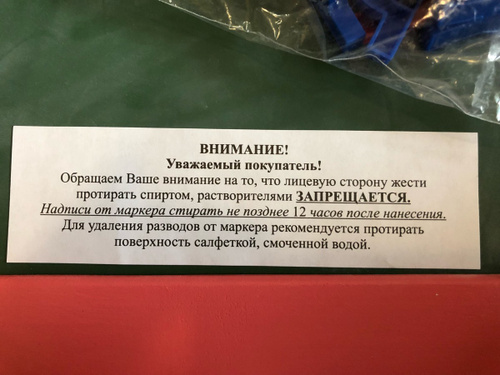 ВНИМАНИЕ!
Уважаемый покупатель!
Обращаем Ваше внимание на то, что лицевую сторону жести
протирать спиртом, растворителями ЗАПРЕЩАЕТСЯ.
Надписи от маркера стирать не позднее 12 часов после нанесения.
Для удаления разводов от маркера рекомендуется протирать
поверхность салфеткой, смоченной водой.